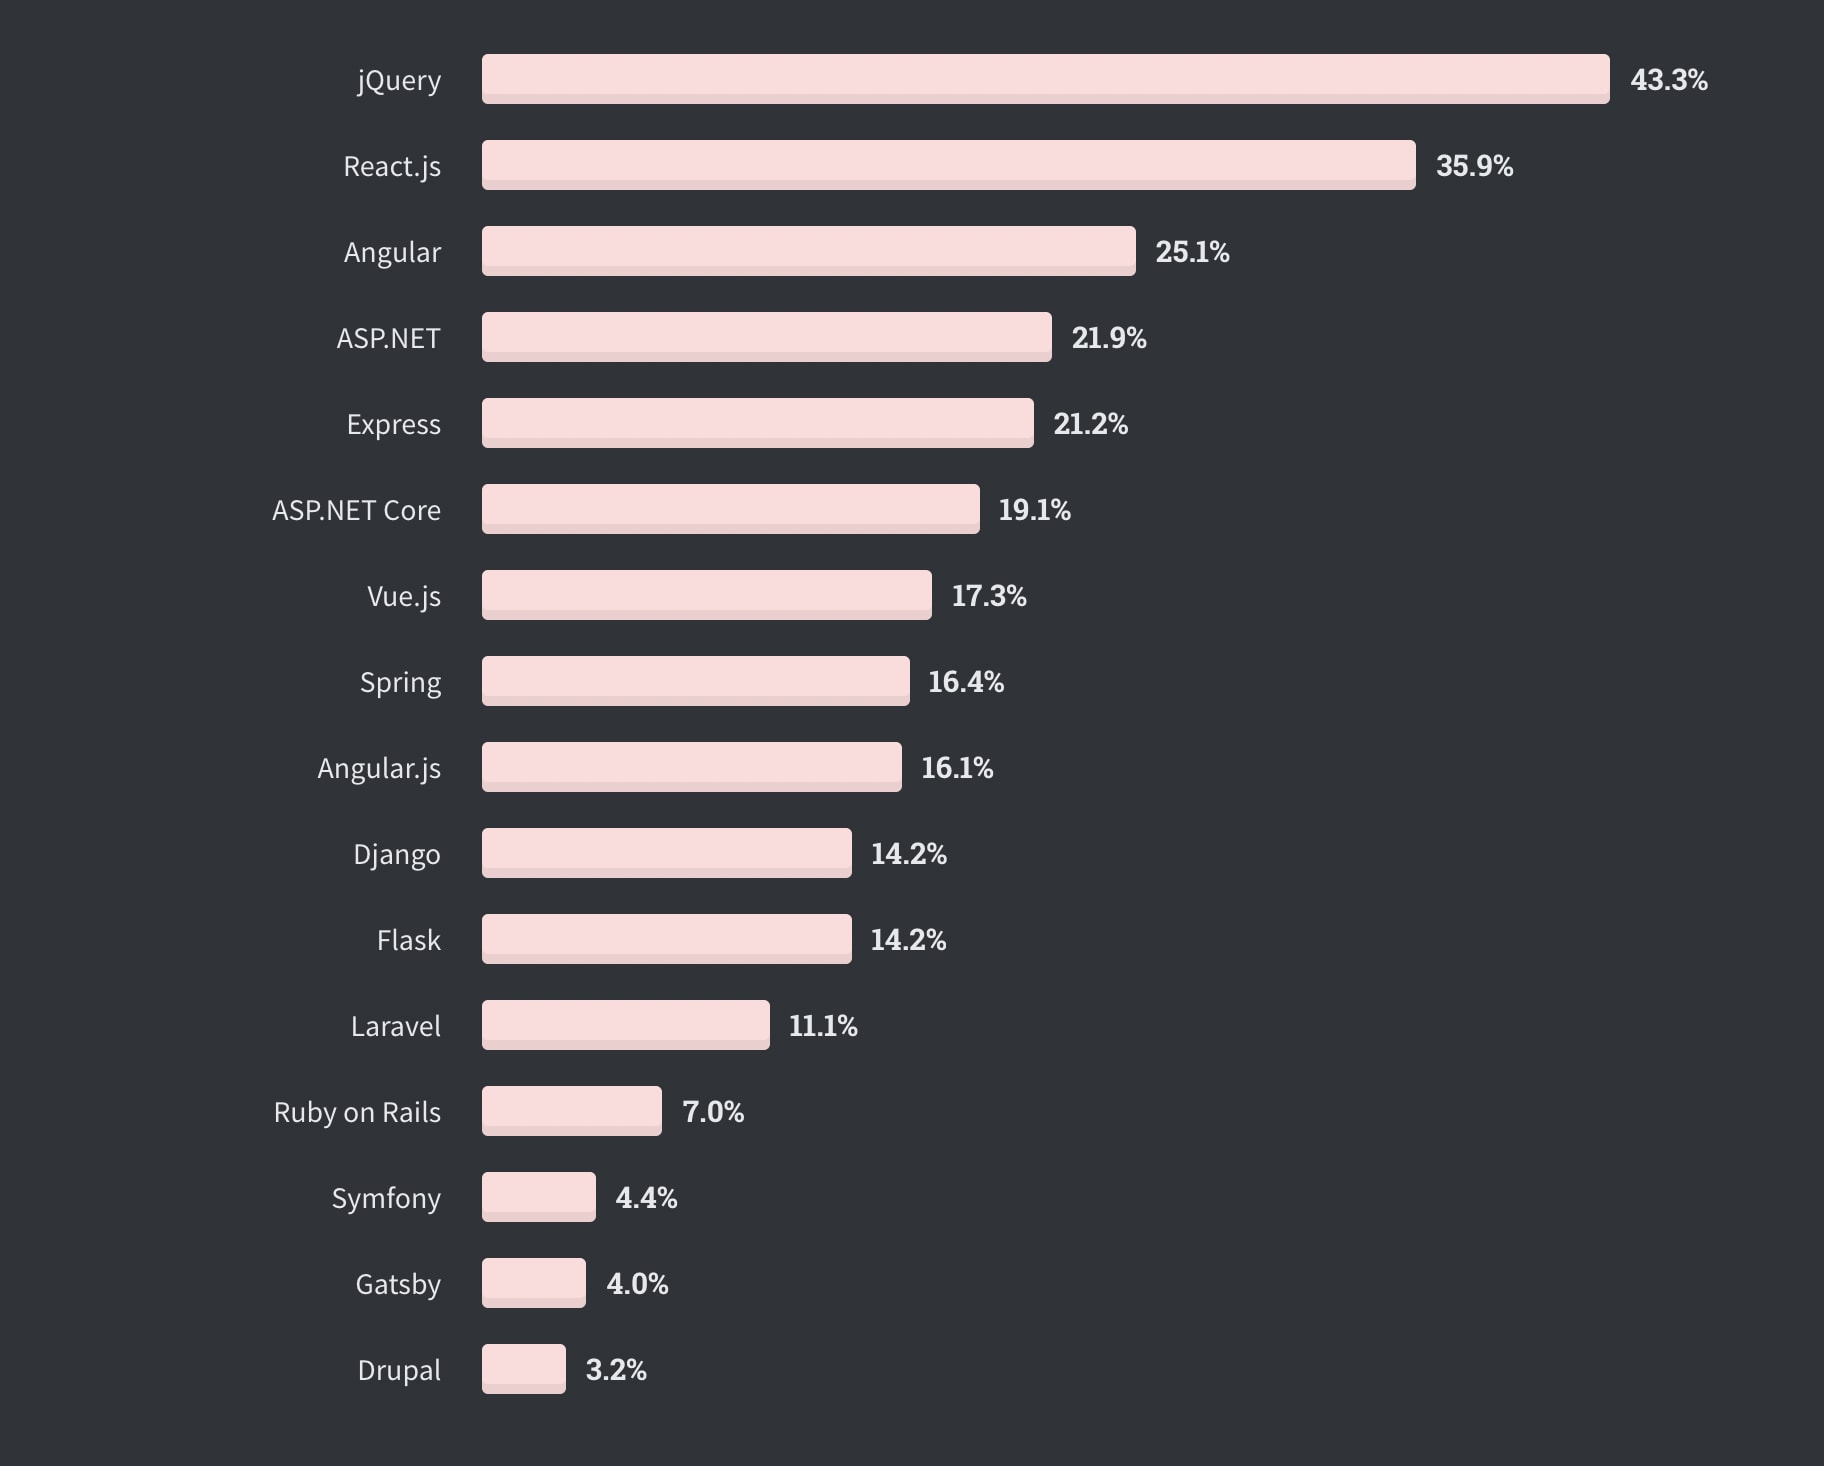 jQuery 43.3%
React.js 35.9%
Angular 25.1%
ASP.NET 21.9%
Express 21.2%
ASP.NET Core 19.1%
Vue.js 17.3%
Spring 16.4%
Angular.js 16.1%
Django 14.2%
Flask 14.2%
Laravel 11.1%
Ruby on Rails 7.0%
Symfony 4.4%
Gatsby 4.0%
Drupal 3.2%